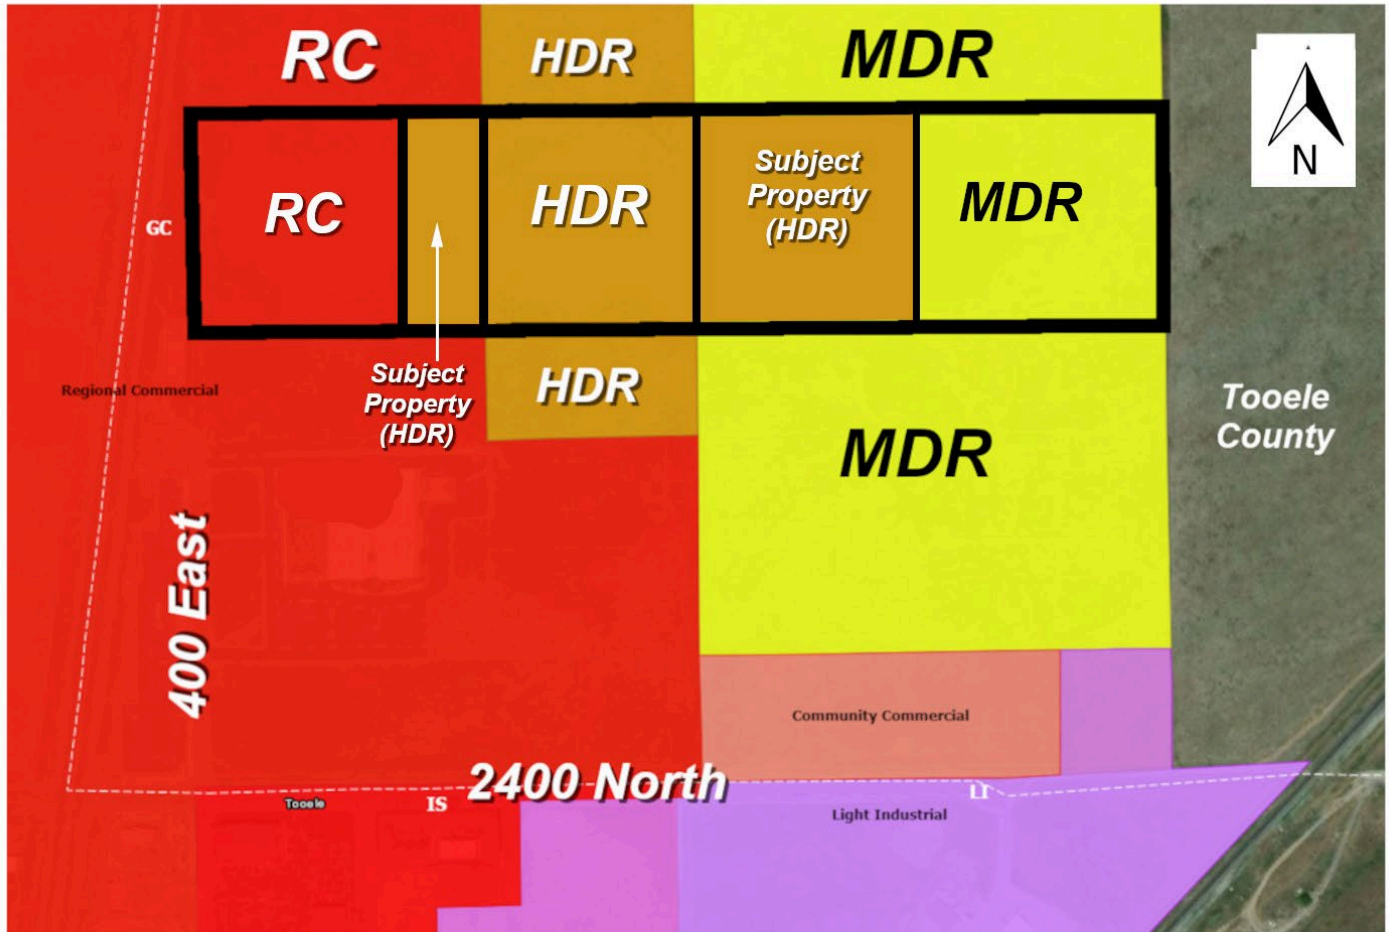 RC
HDR
MDR
N
RC
Subject
Property
(HDR)
HDR
MDR
GC
Subject
Property
(HDR)
HDR
Regional Commercial
Tooele
County
MDR
400 East
Community Commercial
2400 North
Tooele
IS
LI
Light Industrial